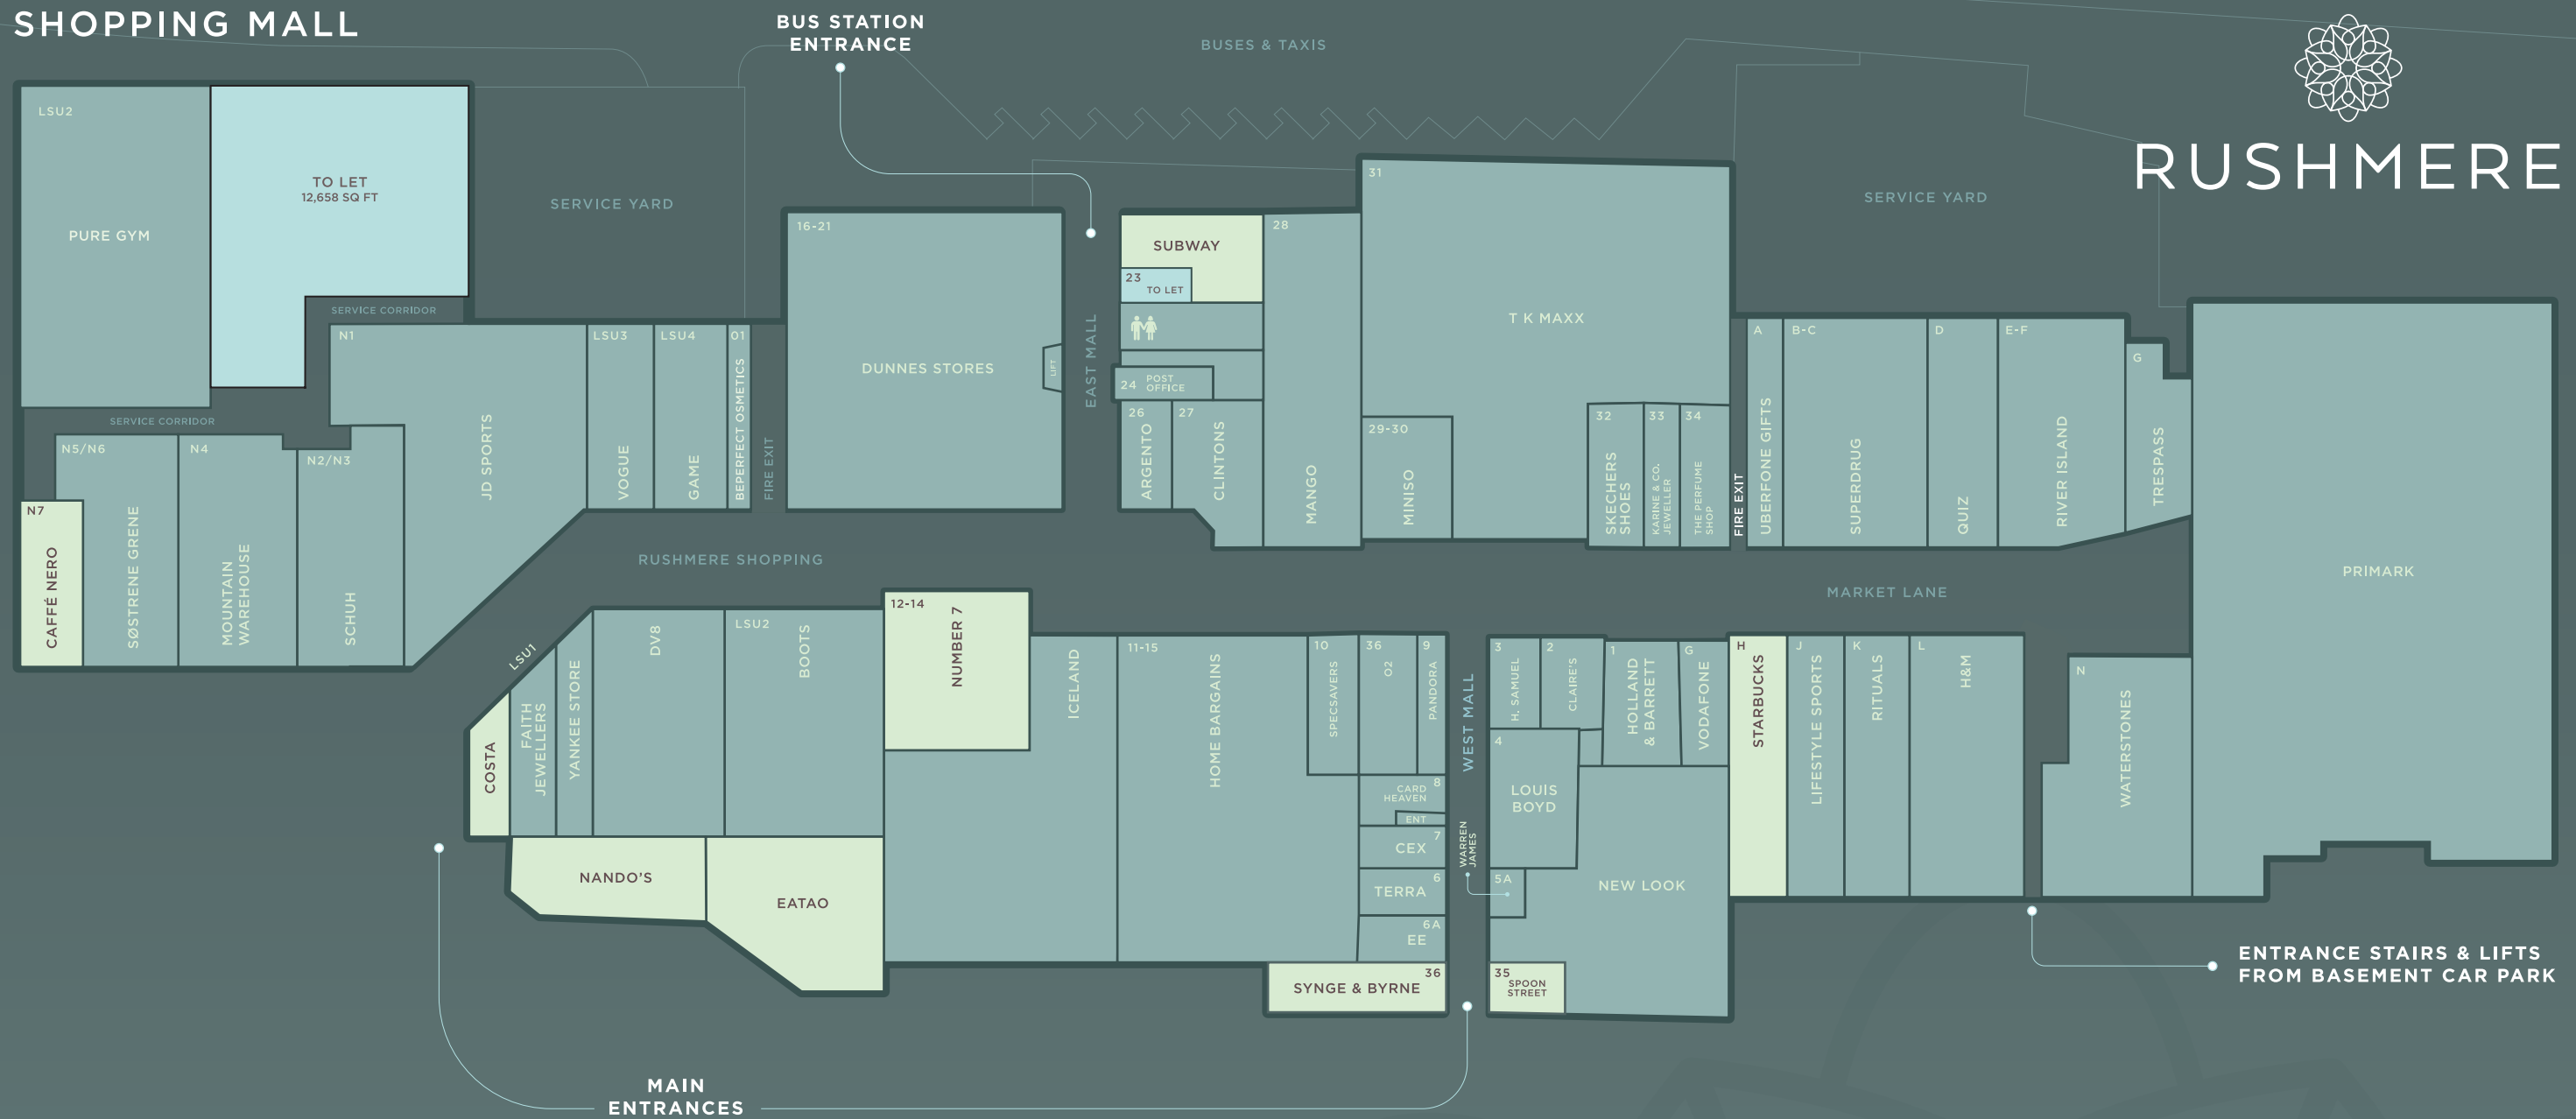 SHOPPING MALL
BUS STATION
ENTRANCE
BUSES & TAXIS
RUSHMERE
LSU2
PURE GYM
TO LET
12,658 SQ FT
SERVICE YARD
SERVICE CORRIDOR
SERVICE CORRIDOR
N1
JD SPORTS
LSU3
VOGUE
LSU4
GAME
01
BEPERFECT OSMETICS
FIRE EXIT
16-21
DUNNES STORES
LIFT
EAST MALL
SUBWAY
23
TO LET
24
POST
OFFICE
26
ARGENTO
27
CLINTONS
28
MANGO
31
T K MAXX
29-30
MINISO
32
SKECHERS
SHOES
33
KARINE & CO.
JEWELLER
34
THE PERFUME
SHOP
FIRE EXIT
SERVICE YARD
A
UBERFONE GIFTS
B-C
SUPERDRUG
D
QUIZ
E-F
RIVER ISLAND
G
TRESPASS
PRIMARK
N5/N6
SØSTRENE GRENE
N4
MOUNTAIN
WAREHOUSE
N2/N3
SCHUH
N7
CAFFÉ NERO
RUSHMERE SHOPPING
MARKET LANE
LSU1
COSTA
FAITH
JEWELLERS
YANKEE STORE
DV8
LSU2
BOOTS
12-14
NUMBER 7
ICELAND
11-15
HOME BARGAINS
10
SPECSAVERS
36
O2
9
PANDORA
8
CARD
HEAVEN
ENT
7
CEX
6
TERRA
6A
EE
36
SYNGE & BYRNE
WEST MALL
WARREN
JAMES
3
H. SAMUEL
2
CLAIRE'S
1
HOLLAND
& BARRETT
G
VODAFONE
4
LOUIS
BOYD
5A
NEW LOOK
35
SPOON
STREET
H
STARBUCKS
J
LIFESTYLE SPORTS
K
RITUALS
L
H&M
N
WATERSTONES
NANDO'S
EATAO
ENTRANCE STAIRS & LIFTS
FROM BASEMENT CAR PARK
MAIN
ENTRANCES